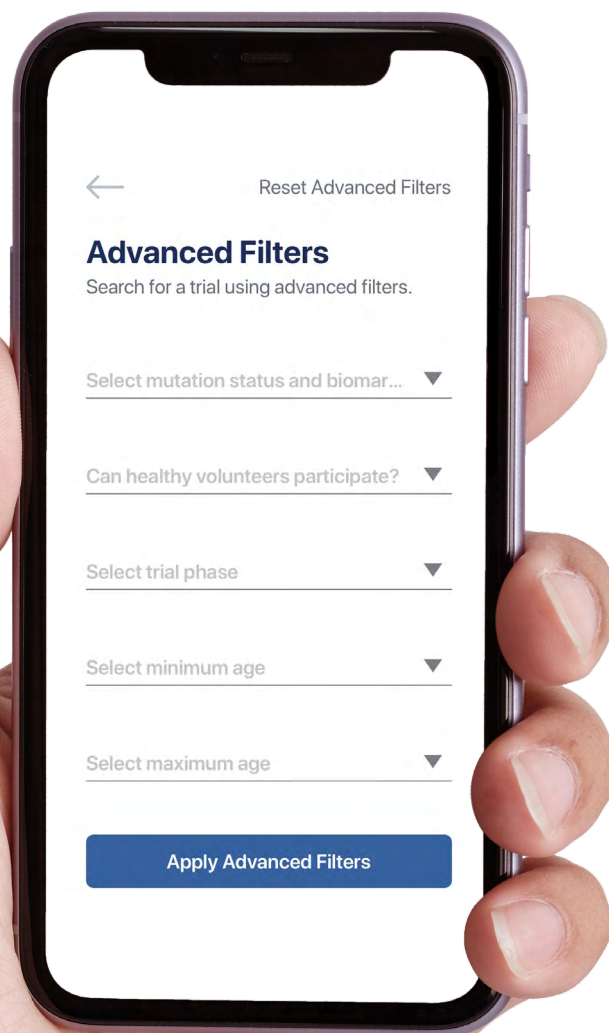 Reset Advanced Filters
Advanced Filters
Search for a trial using advanced filters.
Select mutation status and biomar...
Can healthy volunteers participate?
Select trial phase
Select minimum age
Select maximum age
Apply Advanced Filters